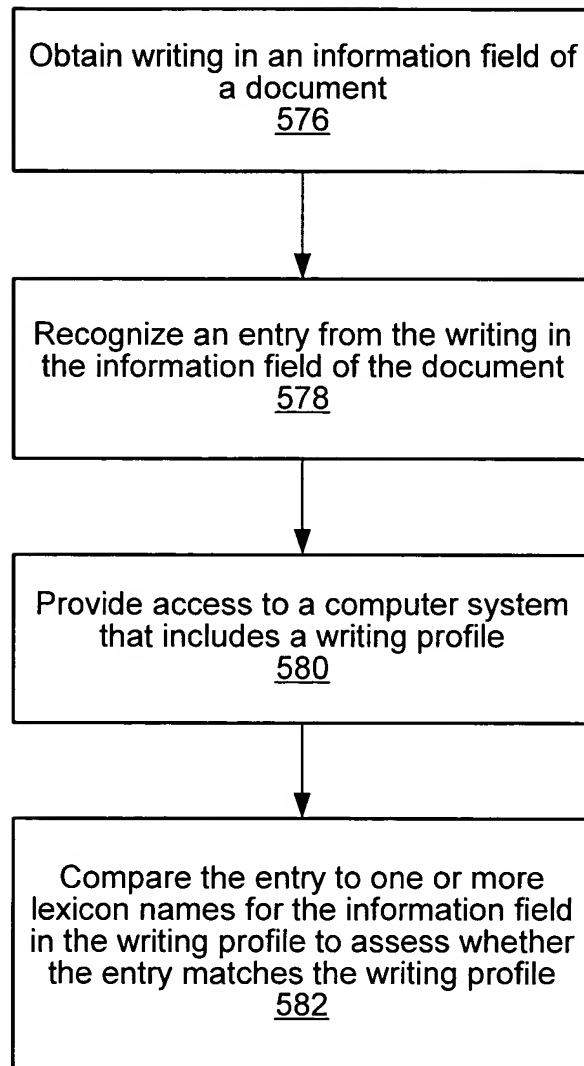 Obtain writing in an information field of
a document
576
Recognize an entry from the writing in
the information field of the document
578
Provide access to a computer system
that includes a writing profile
580
Compare the entry to one or more
lexicon names for the information field
in the writing profile to assess whether
the entry matches the writing profile
582